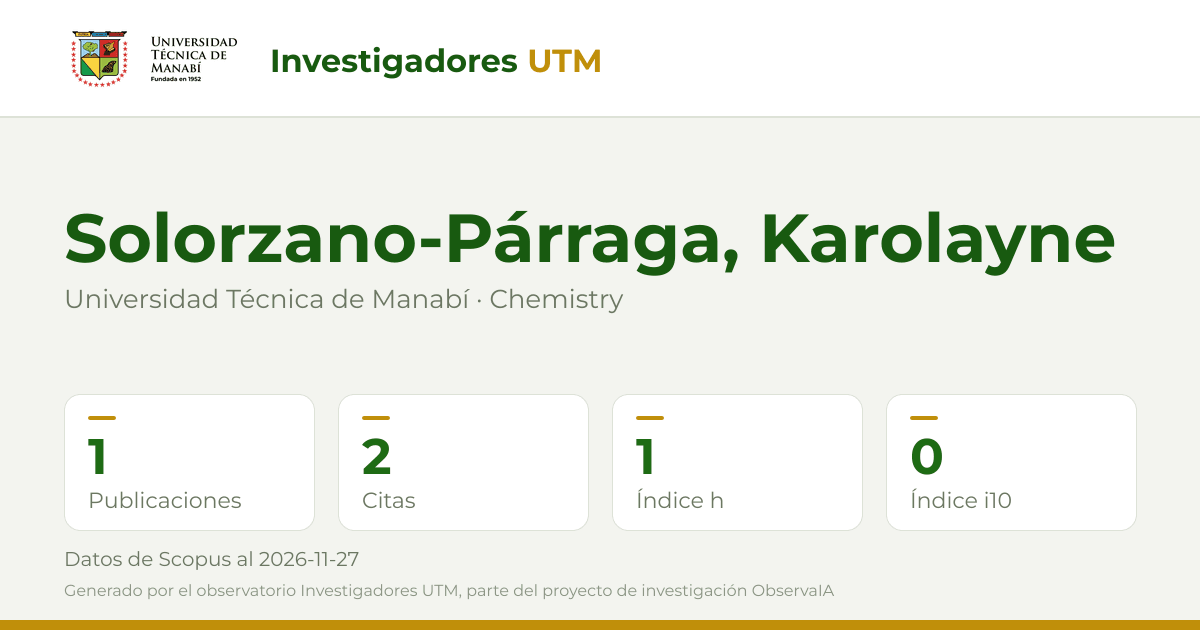 UNIVERSIDAD
TÉCNICA DE
MANABÍ
Fundada en 1952
Investigadores UTM
Solorzano-Párraga, Karolayne
Universidad Técnica de Manabí · Chemistry
1
Publicaciones
2
Citas
1
Índice h
0
Índice i10
Datos de Scopus al 2026-11-27
Generado por el observatorio Investigadores UTM, parte del proyecto de investigación ObservaIA